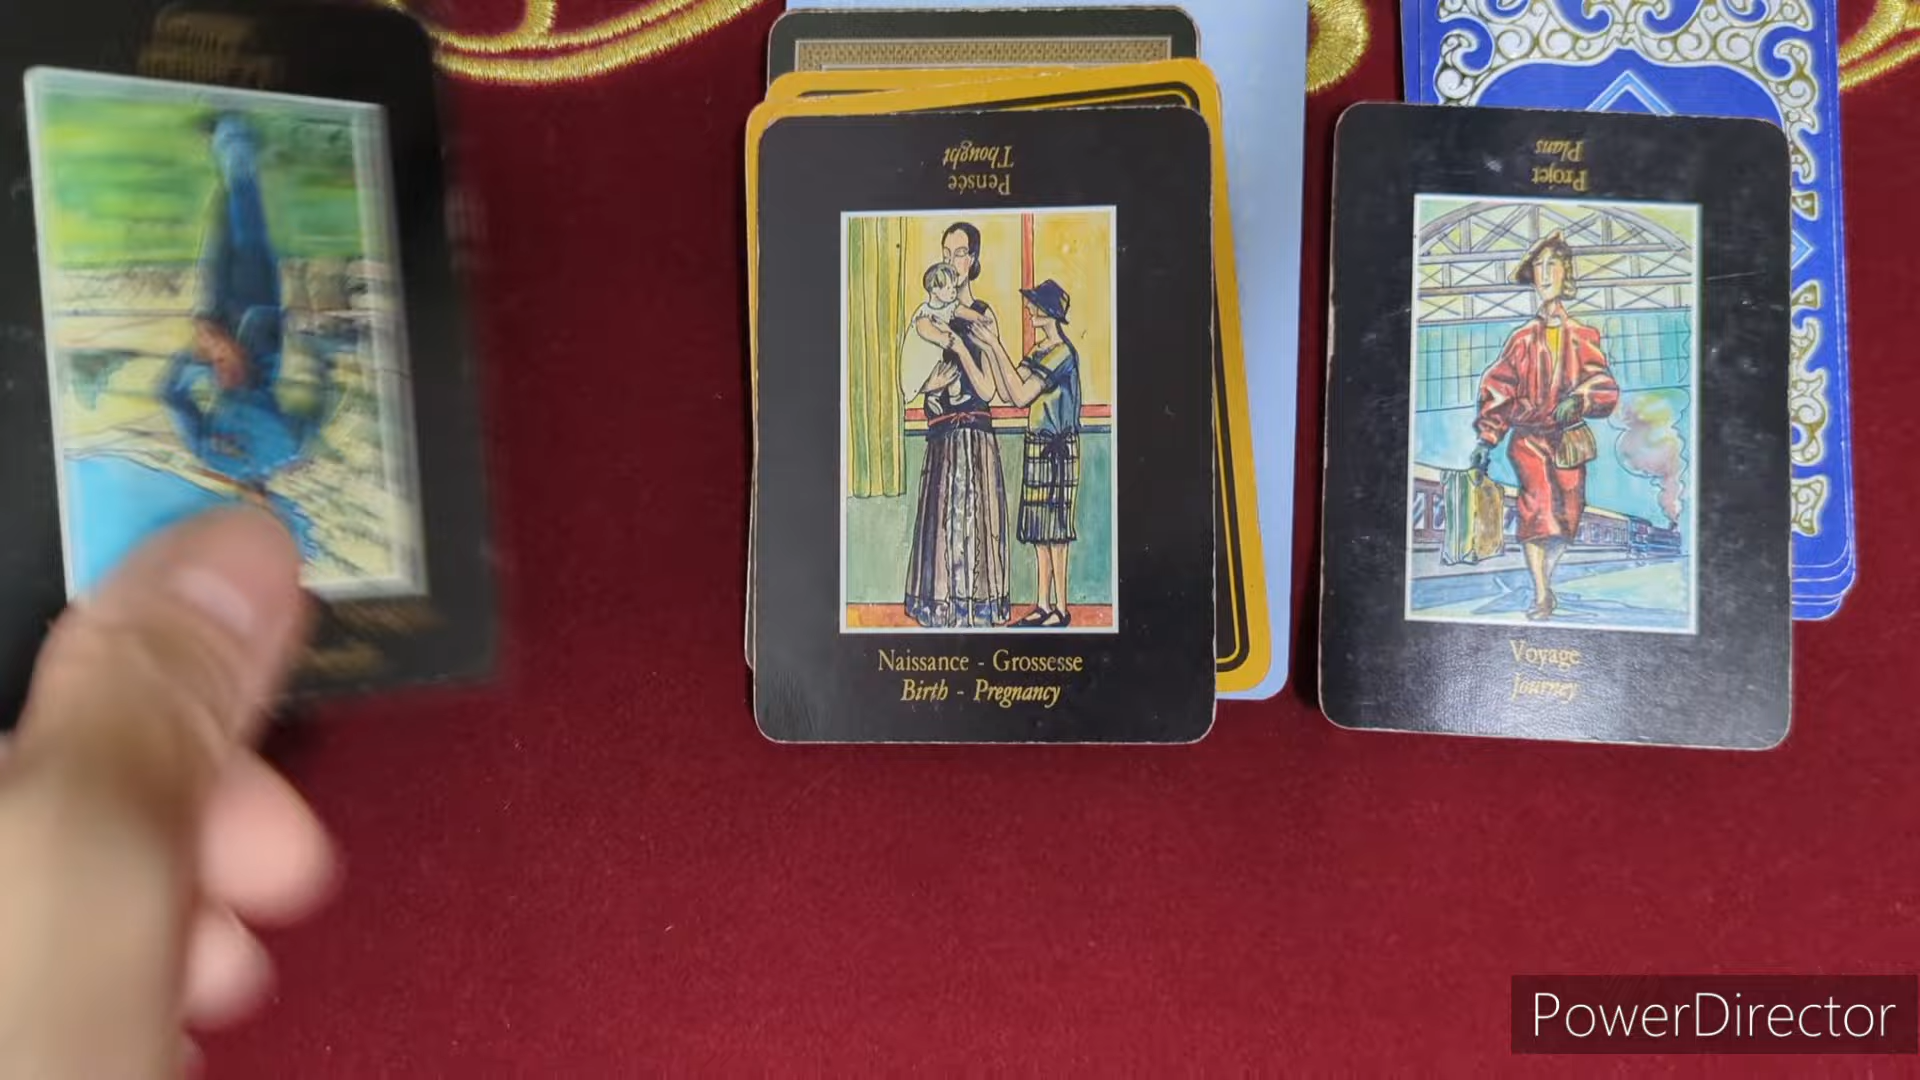 Pensée
Thought
Naissance - Grossesse
Birth - Pregnancy
Projet
Plans
Voyage
Journey
PowerDirector